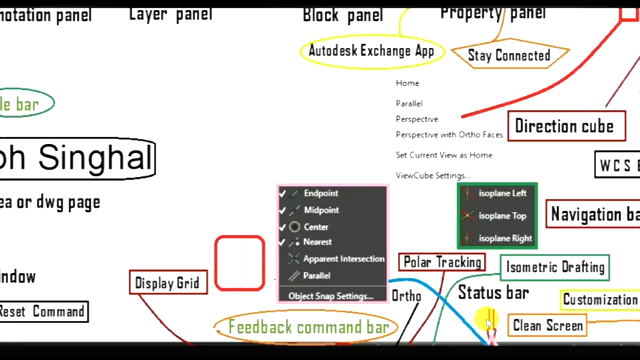 notation panel
Layer panel
Block panel
Property panel
Autodesk Exchange App
Stay Connected
Home
Parallel
Perspective
Perspective with Ortho Faces
Set Current View as Home
ViewCube Settings...
Direction cube
le bar
oh Singhal
WCS
ea or dwg page
Endpoint
Midpoint
Center
Nearest
Apparent Intersection
Parallel
Object Snap Settings...
isoplane Left
isoplane Top
isoplane Right
Navigation ba
Polar Tracking
Isometric Drafting
indow
Display Grid
Ortho
Status bar
Customization
Reset Command
Feedback command bar
Clean Screen